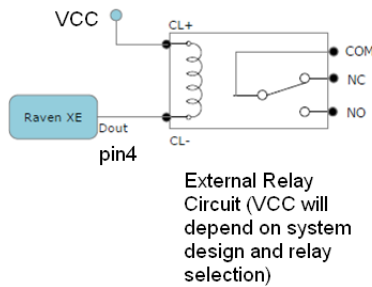 VCC
CL+
COM
NC
Raven XE
Dout
NO
pin4
CL-
External Relay
Circuit (VCC will
depend on system
design and relay
selection)